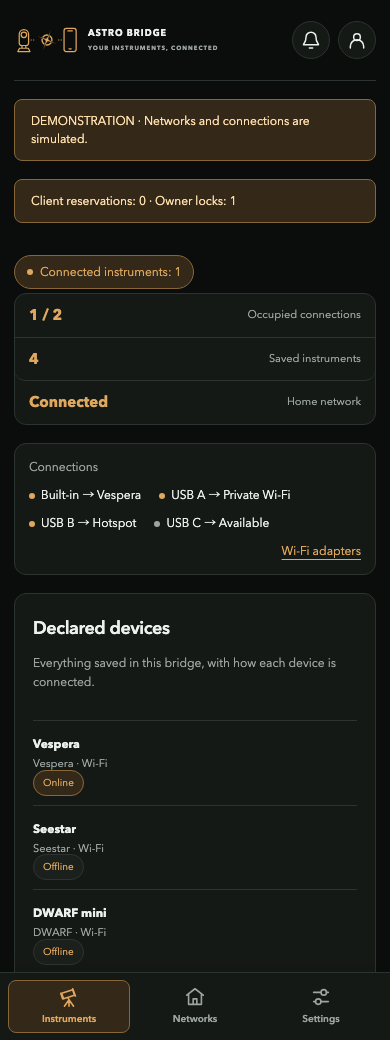 ASTRO BRIDGE
YOUR INSTRUMENTS, CONNECTED
DEMONSTRATION · Networks and connections are
simulated.
Client reservations: 0 · Owner locks: 1
Connected instruments: 1
1 / 2 Occupied connections
4 Saved instruments
Connected Home network
Connections
Built-in → Vespera USB A → Private Wi-Fi
USB B → Hotspot USB C → Available
Wi-Fi adapters
Declared devices
Everything saved in this bridge, with how each device is
connected.
Vespera
Vespera · Wi-Fi
Online
Seestar
Seestar · Wi-Fi
Offline
DWARF mini
DWARF · Wi-Fi
Offline
Instruments Networks Settings